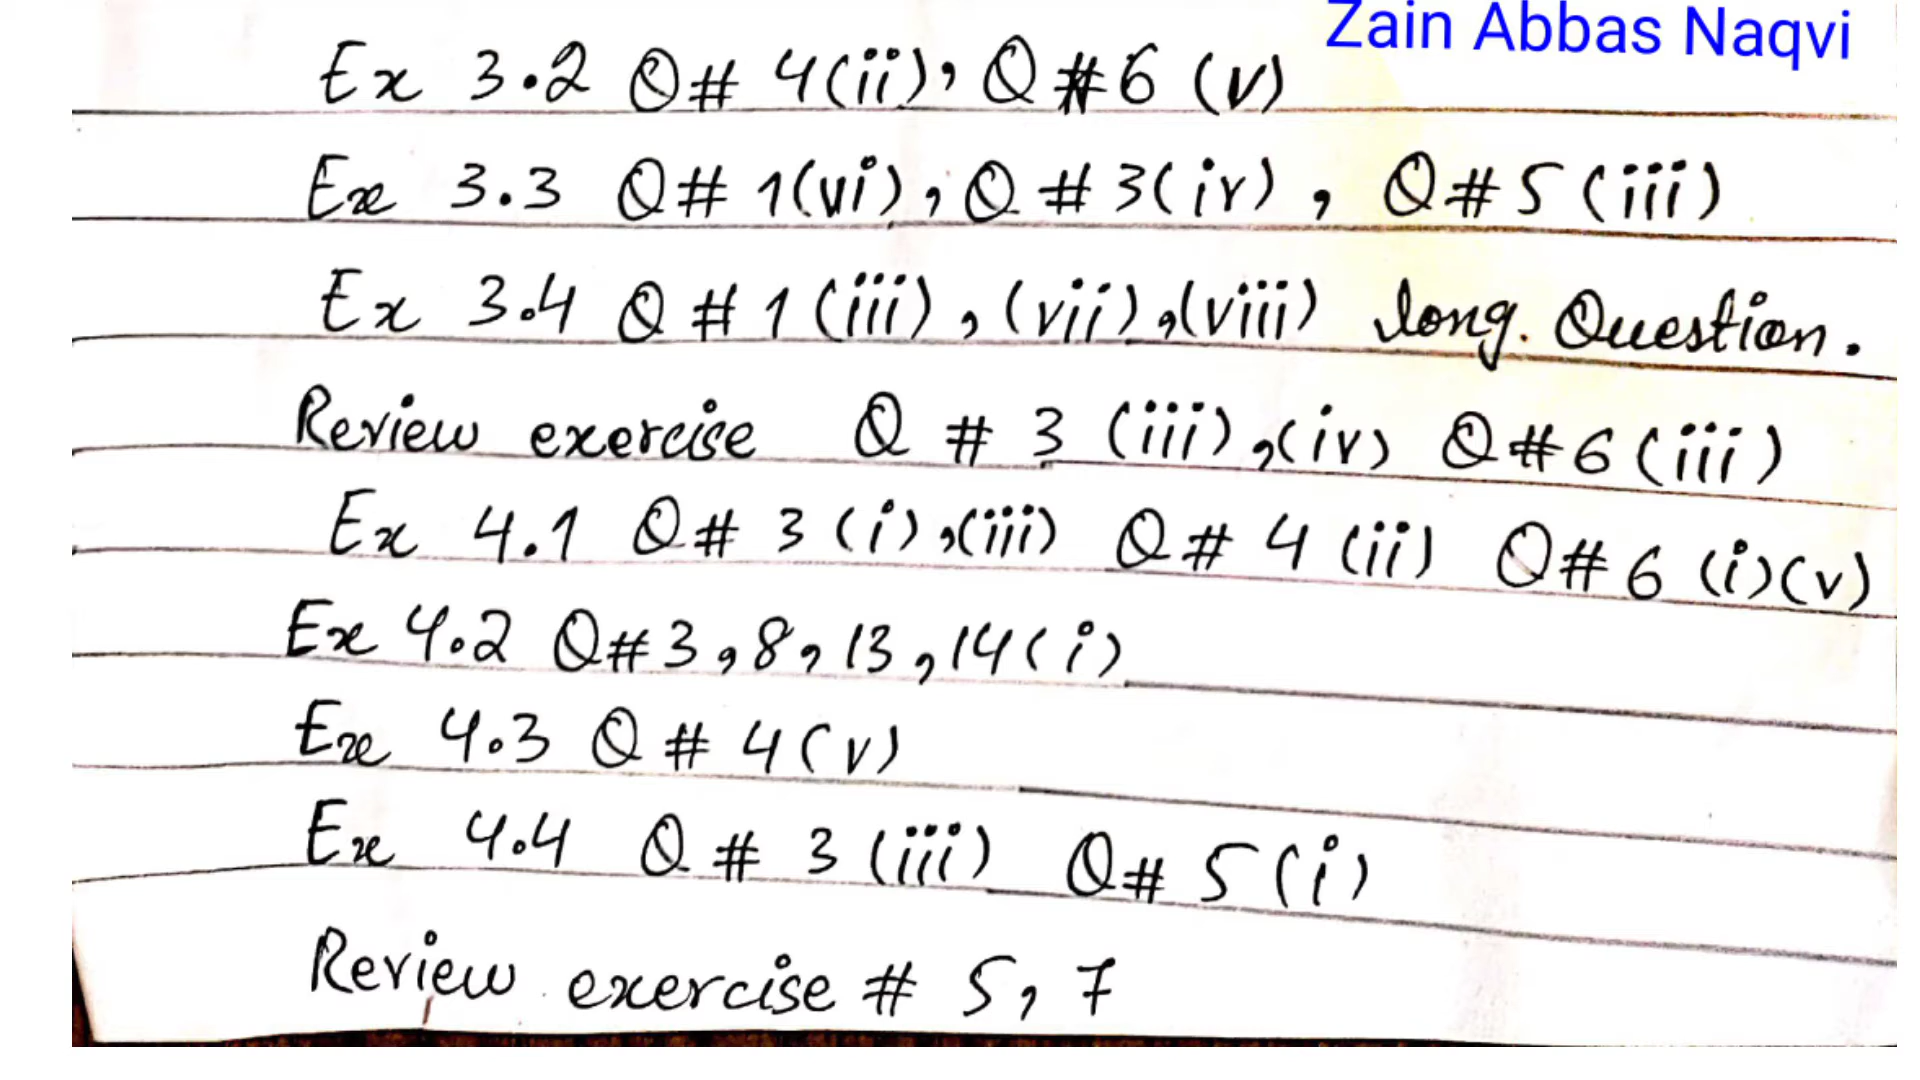 Zain Abbas Naqvi
Ex 3.2 Q# 4(ii), Q#6 (v)
Ex 3.3 Q# 1(vi), Q#3(iv), Q#5(iii)
Ex 3.4 Q#1(iii), (vii), (viii) long. Question.
Review exercise Q # 3 (iii), (iv) Q#6(iii)
Ex 4.1 Q# 3 (i), (iii) Q# 4 (ii) Q#6 (i)(v)
Ex 4.2 Q#3, 8, 13, 14(i)
Ex 4.3 Q # 4(v)
Ex 4.4 Q # 3 (iii) Q# 5(i)
Review exercise # 5, 7